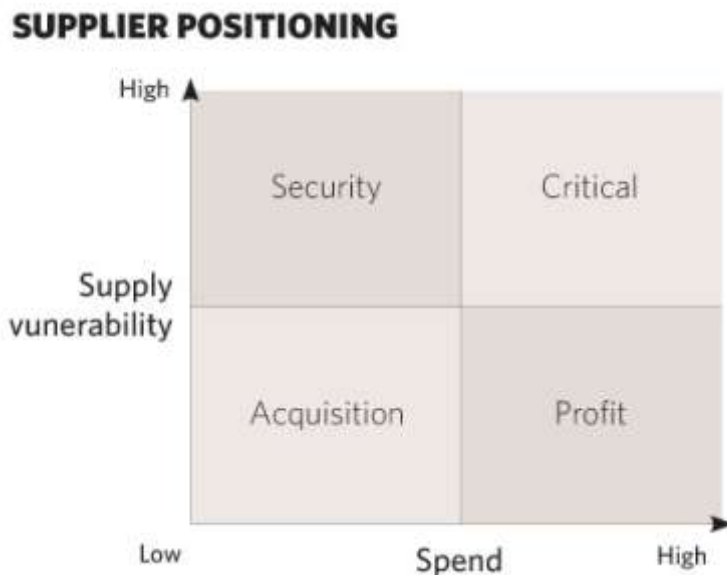 SUPPLIER POSITIONING
High
Security
Critical
Supply
vunerability
Acquisition
Profit
Low
Spend
High